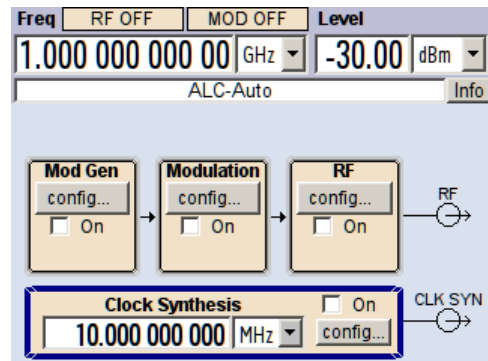 Freq RF OFF MOD OFF Level
1.000 000 000 00 GHz -30.00 dBm
ALC-Auto Info
Mod Gen Modulation RF
config... config... config... RF
On On On
Clock Synthesis On CLK SYN
10.000 000 000 MHz config...